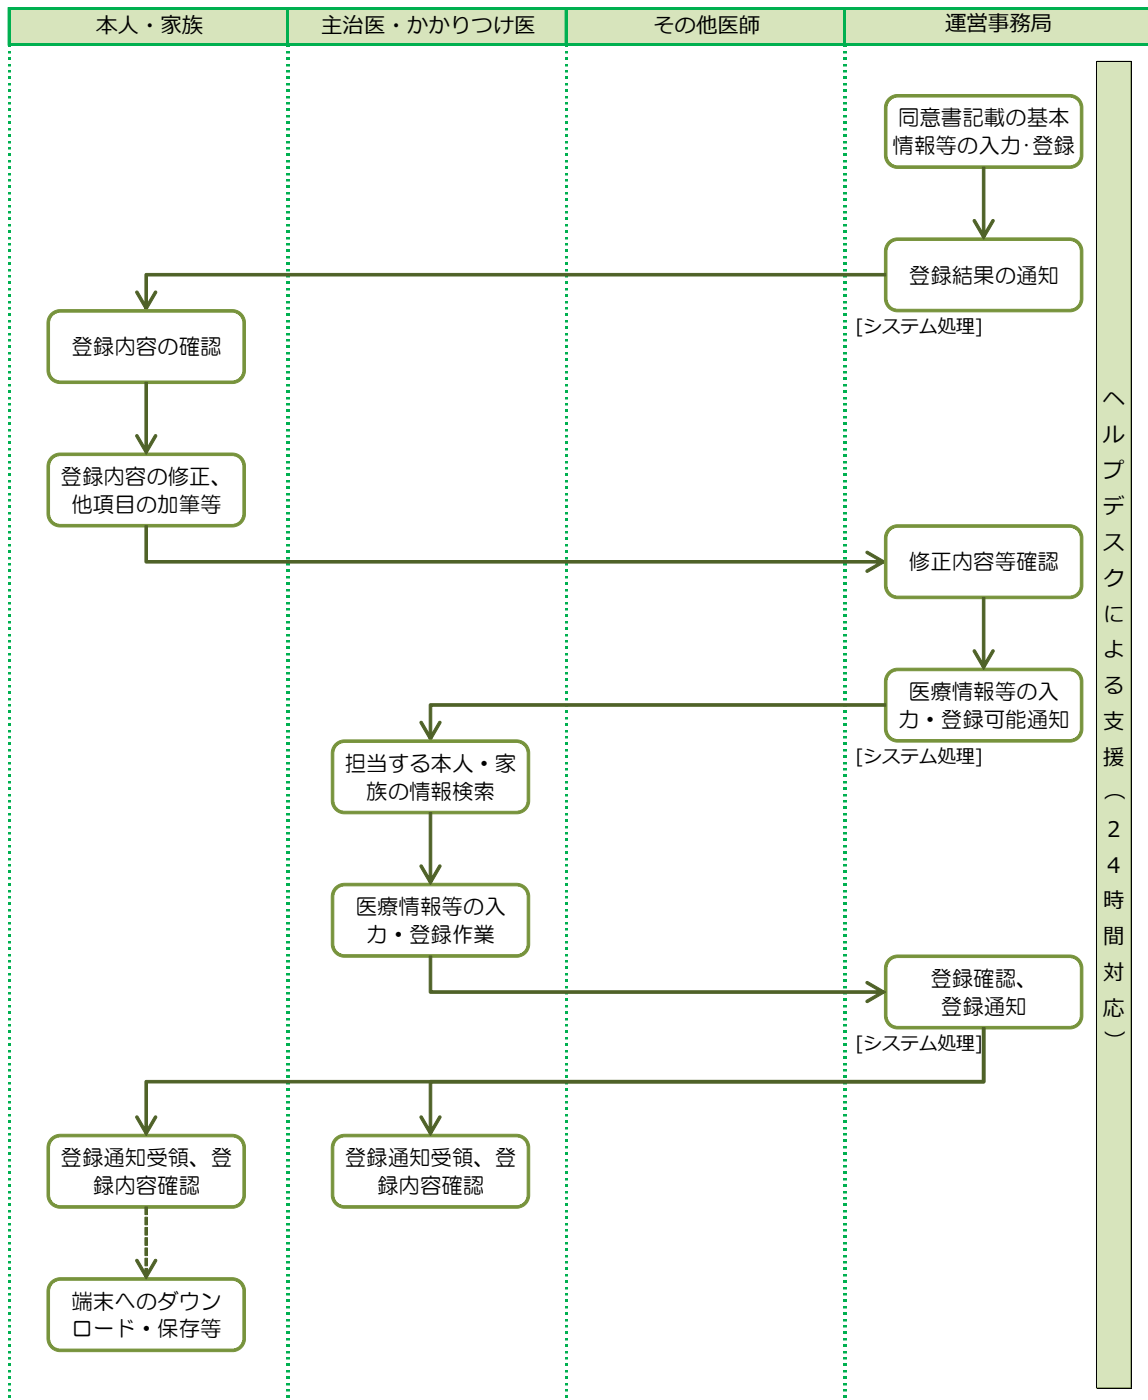 本人・家族
主治医・かかりつけ医
その他医師
運営事務局
同意書記載の基本
情報等の入力･登録
登録結果の通知
[システム処理]
登録内容の確認
登録内容の修正、
他項目の加筆等
修正内容等確認
医療情報等の入
力・登録可能通知
[システム処理]
担当する本人・家
族の情報検索
医療情報等の入
力・登録作業
登録確認、
登録通知
[システム処理]
登録通知受領、登
録内容確認
登録通知受領、登
録内容確認
端末へのダウン
ロード・保存等
ヘルプデスクによる支援（24時間対応）